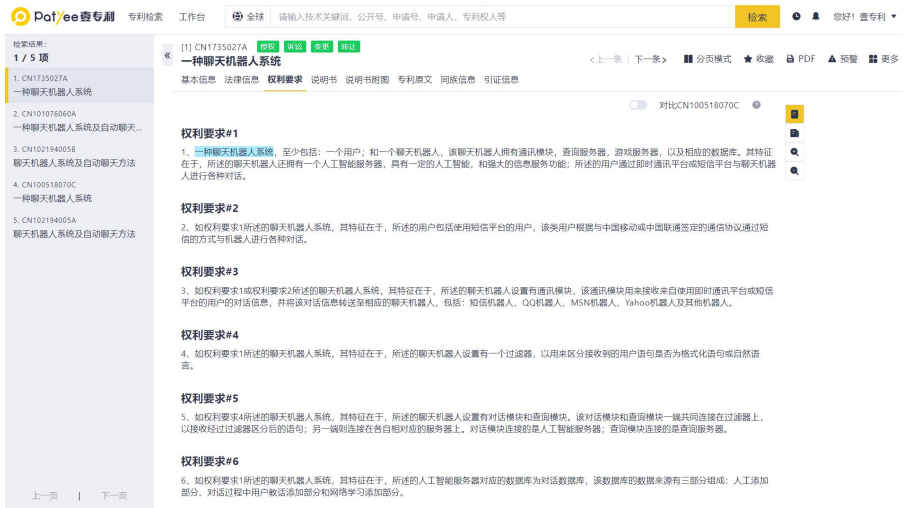 Patyee壹专利 专利检索 工作台 全球 请输入技术关键词、公开号、申请号、申请人、专利权人等 检索 您好! 壹专利
检索结果:
1 / 5 项
1. CN1735027A
一种聊天机器人系统
2. CN101076060A
一种聊天机器人系统及自动聊天...
3. CN102194005B
聊天机器人系统及自动聊天方法
4. CN100518070C
一种聊天机器人系统
5. CN102194005A
聊天机器人系统及自动聊天方法
上一页 | 下一页
[1] CN1735027A 授权 诉讼 变更 转让
一种聊天机器人系统
<上一条 | 下一条> 分页模式 收藏 PDF 预警 更多
基本信息 法律信息 权利要求 说明书 说明书附图 专利原文 同族信息 引证信息
对比CN100518070C
权利要求#1
1、一种聊天机器人系统，至少包括：一个用户；和一个聊天机器人，该聊天机器人拥有通讯模块，查询服务器，游戏服务器，以及相应的数据库。其特征
在于，所述的聊天机器人还拥有一个人工智能服务器，具有一定的人工智能，和强大的信息服务功能；所述的用户通过即时通讯平台或短信平台与聊天机器
人进行各种对话。
权利要求#2
2、如权利要求1所述的聊天机器人系统，其特征在于，所述的用户包括使用短信平台的用户，该类用户根据与中国移动或中国联通签定的通信协议通过短
信的方式与机器人进行各种对话。
权利要求#3
3、如权利要求1或权利要求2所述的聊天机器人系统，其特征在于，所述的聊天机器人设置有通讯模块，该通讯模块用来接收来自使用即时通讯平台或短信
平台的用户的对话信息，并将该对话信息转送至相应的聊天机器人，包括：短信机器人、QQ机器人、MSN机器人、Yahoo机器人及其他机器人。
权利要求#4
4、如权利要求1所述的聊天机器人系统，其特征在于，所述的聊天机器人设置有一个过滤器，以用来区分接收到的用户语句是否为格式化语句或自然语
言。
权利要求#5
5、如权利要求4所述的聊天机器人系统，其特征在于，所述的聊天机器人设置有对话模块和查询模块。该对话模块和查询模块一端共同连接在过滤器上，
以接收经过过滤器区分后的语句；另一端则连接在各自相对应的服务器上。对话模块连接的是人工智能服务器；查询模块连接的是查询服务器。
权利要求#6
6、如权利要求1所述的聊天机器人系统，其特征在于，所述的人工智能服务器对应的数据库为对话数据库，该数据库的数据来源有三部分组成：人工添加
部分、对话过程中用户教话添加部分和网络学习添加部分。